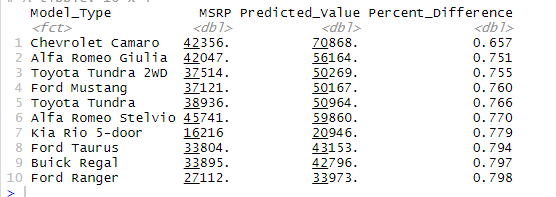 Model_Type MSRP Predicted_Value Percent_Difference
<fct> <dbl> <dbl> <dbl>
1 Chevrolet Camaro 42356. 70868. 0.657
2 Alfa Romeo Giulia 42047. 56164. 0.751
3 Toyota Tundra 2WD 37514. 50269. 0.755
4 Ford Mustang 37121. 50167. 0.760
5 Toyota Tundra 38936. 50964. 0.766
6 Alfa Romeo Stelvio 45741. 59860. 0.770
7 Kia Rio 5-door 16216 20946. 0.779
8 Ford Taurus 33804. 43153. 0.794
9 Buick Regal 33895. 42796. 0.797
10 Ford Ranger 27112. 33973. 0.798
>